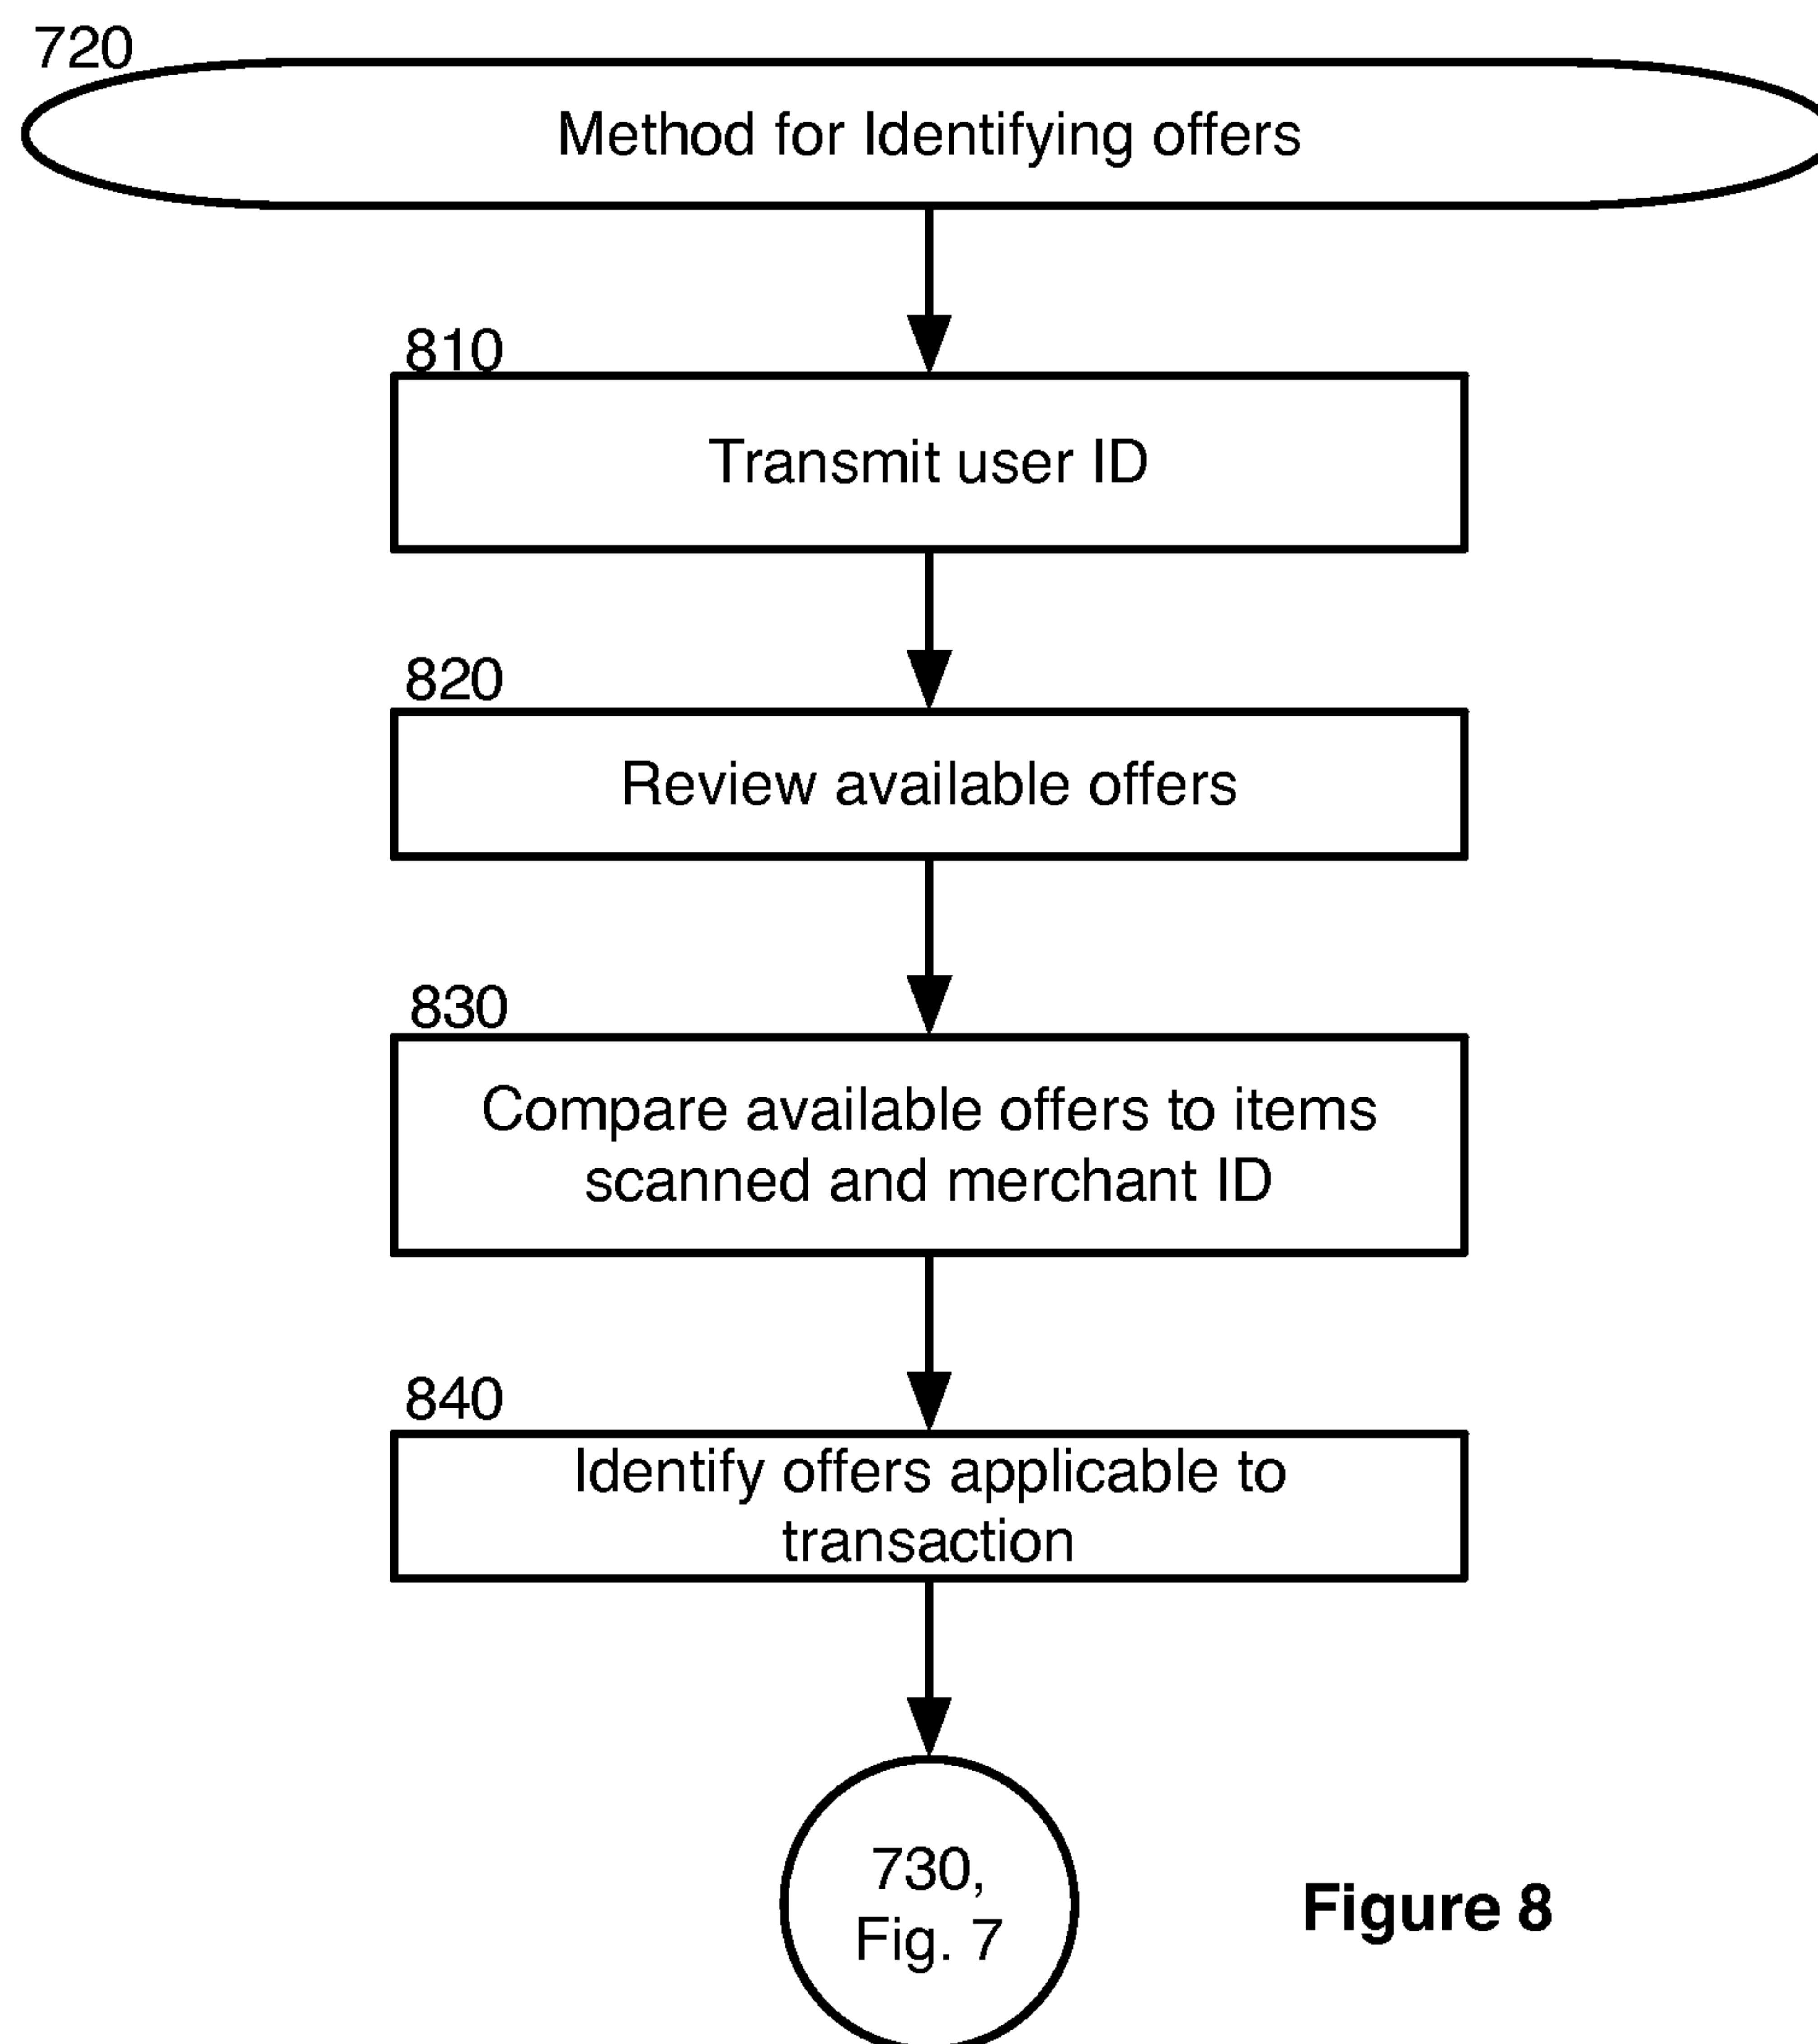 720
Method for Identifying offers
810
Transmit user ID
820
Review available offers
830
Compare available offers to items
scanned and merchant ID
840
Identify offers applicable to
transaction
730,
Fig. 7
Figure 8